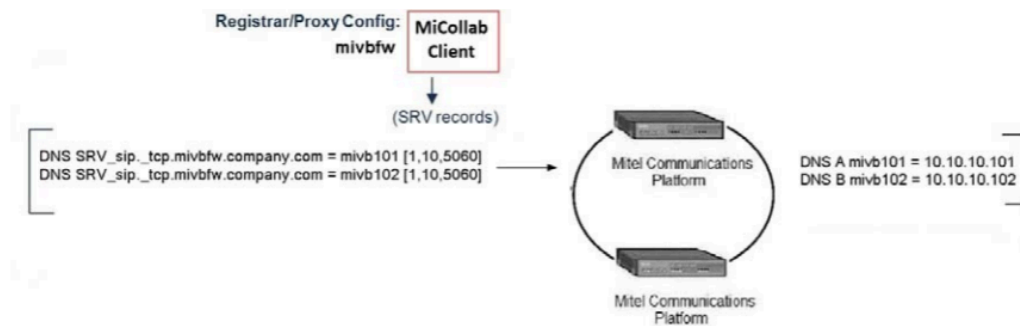 Registrar/Proxy Config:
mivbfw
MiCollab
Client
(SRV records)
DNS SRV_sip._tcp.mivbfw.company.com = mivb101 [1,10,5060]
DNS SRV_sip._tcp.mivbfw.company.com = mivb102 [1,10,5060]
Mitel Communications
Platform
DNS A mivb101 = 10.10.10.101
DNS B mivb102 = 10.10.10.102
Mitel Communications
Platform